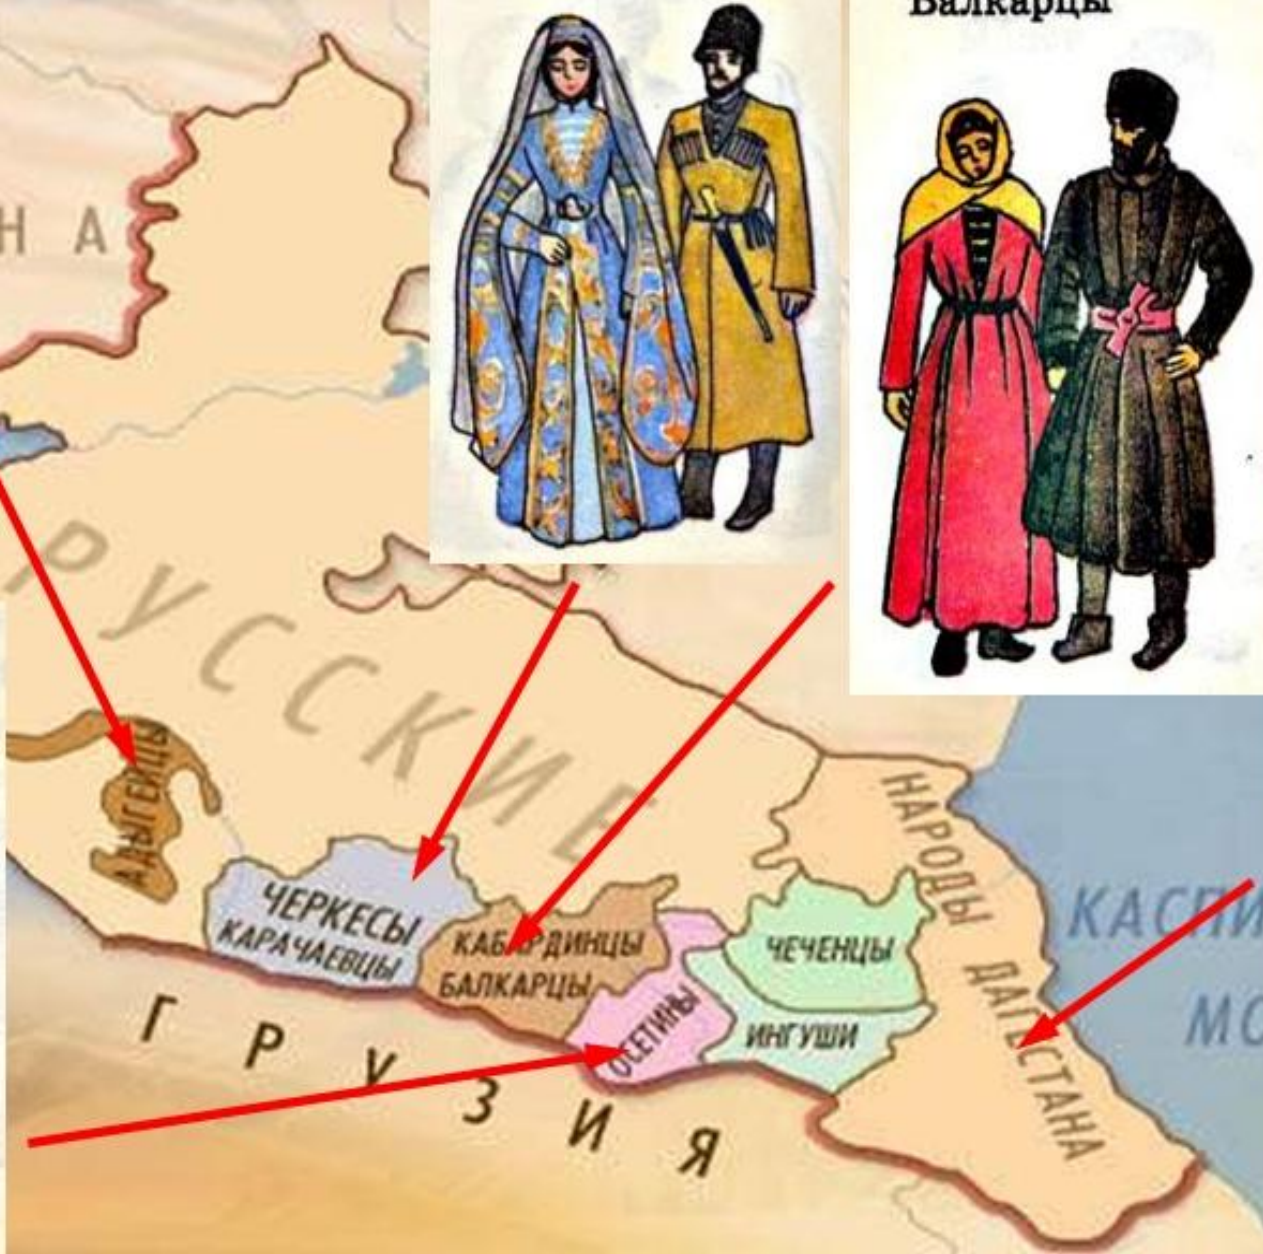 Балкарцы
Н А
РУССКИЕ
АДЫГЕЙЦЫ
НАРОДЫ ДАГЕСТАНА
ЧЕРКЕСЫ
КАРАЧАЕВЦЫ
КАБАРДИНЦЫ
БАЛКАРЦЫ
ОСЕТИНЫ
ЧЕЧЕНЦЫ
ИНГУШИ
КАСПИ
МО
ГРУЗИЯ